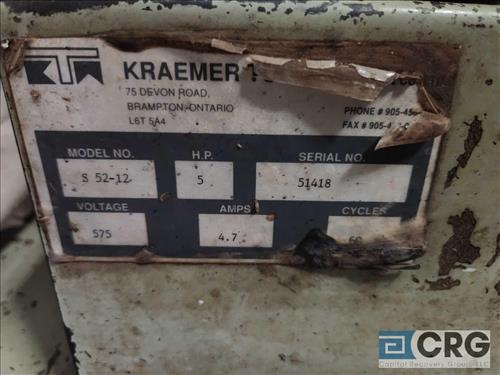 KTW
KRAEMER
75 DEVON ROAD,
BRAMPTON, ONTARIO
L6T 5A4
PHONE # 905-45
FAX # 905-4
MODEL NO. H.P. SERIAL NO.
S 52-12 5 51418
VOLTAGE AMPS CYCLES
575 4.7 60
CRG
Capital Recovery Group LLC